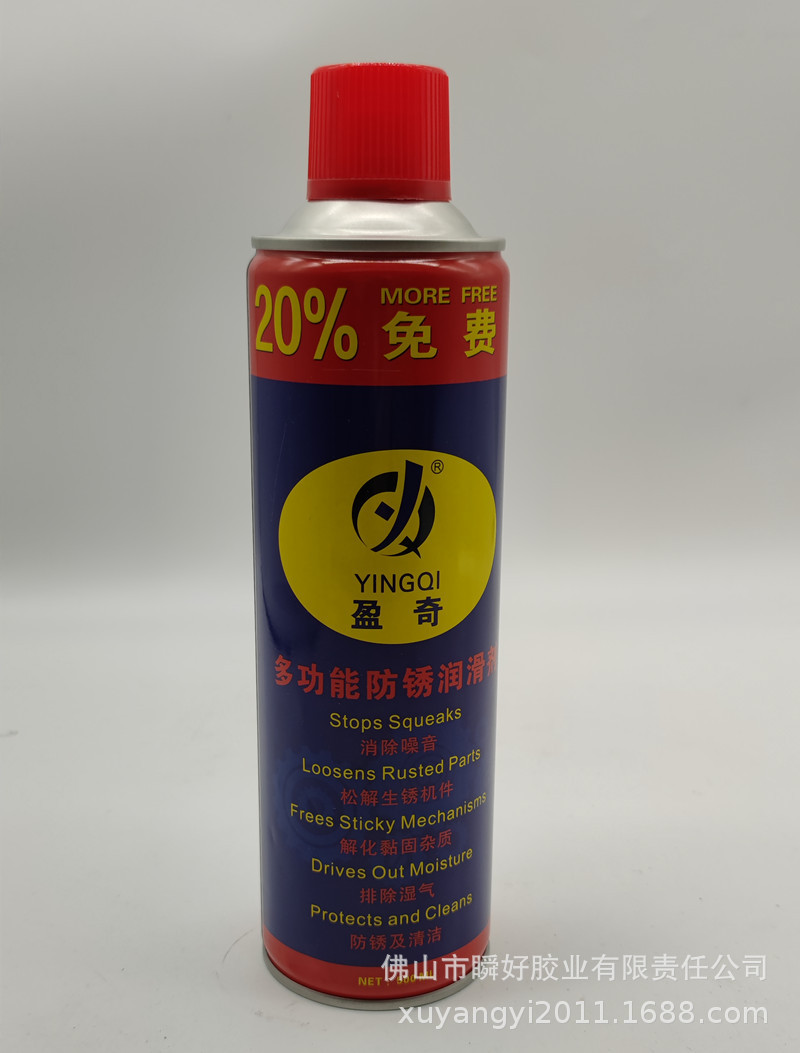 20% MORE FREE
免费
®
YINGQI
盈奇
多功能防锈润滑剂
Stops Squeaks
消除噪音
Loosens Rusted Parts
松解生锈机件
Frees Sticky Mechanisms
解化黏固杂质
Drives Out Moisture
排除湿气
Protects and Cleans
防锈及清洁
NET: 500ML
佛山市瞬好胶业有限责任公司
xuyangyi2011.1688.com